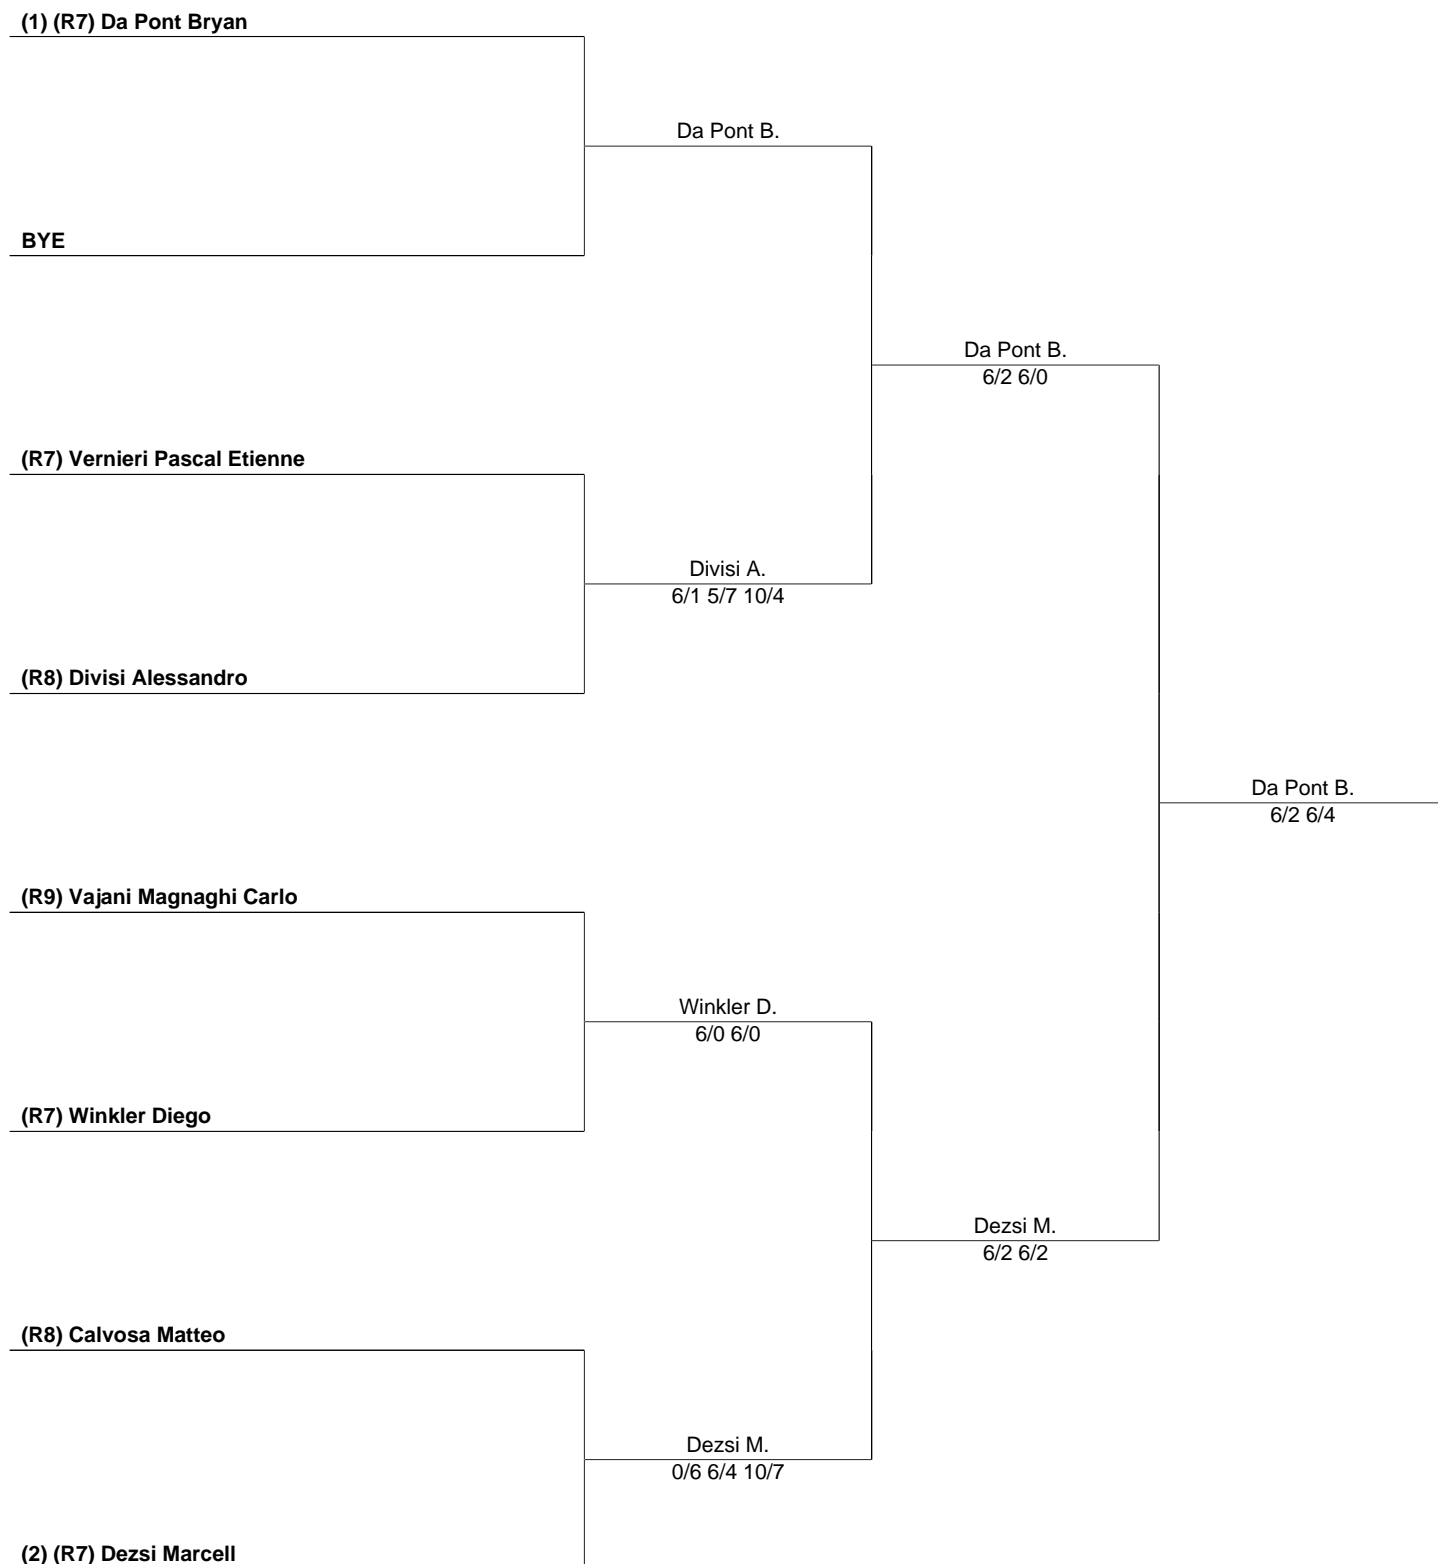 (1) (R7) Da Pont Bryan
Da Pont B.
BYE
Da Pont B.
6/2 6/0
(R7) Vernieri Pascal Etienne
Divisi A.
6/1 5/7 10/4
(R8) Divisi Alessandro
Da Pont B.
6/2 6/4
(R9) Vajani Magnaghi Carlo
Winkler D.
6/0 6/0
(R7) Winkler Diego
Dezsi M.
6/2 6/2
(R8) Calvosa Matteo
Dezsi M.
0/6 6/4 10/7
(2) (R7) Dezsi Marcell